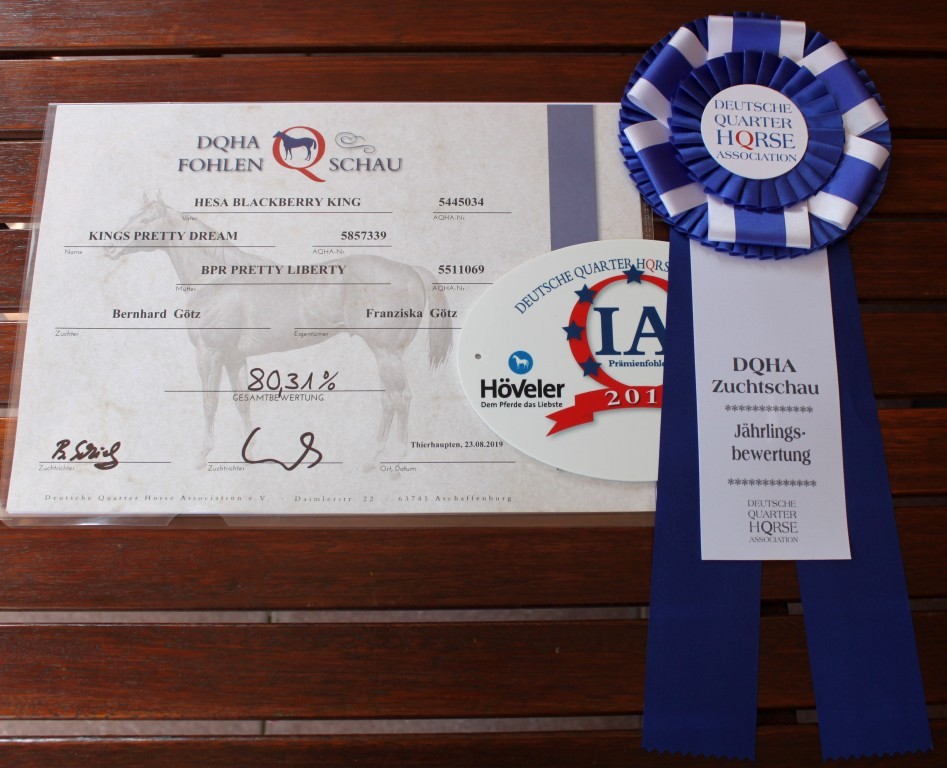 DQHA
FOHLEN Q SCHAU
HESA BLACKBERRY KING 5445034
Vater AQHA-Nr.
KINGS PRETTY DREAM 5857339
Name AQHA-Nr.
BPR PRETTY LIBERTY 5511069
Mutter AQHA-Nr.
Bernhard Götz Franziska Götz
Züchter Eigentümer
80,31%
GESAMTBEWERTUNG
Thierhaupten, 23.08.2019
Zuchtrichter Zuchtrichter Ort, Datum
Deutsche Quarter Horse Association e.V. · Daimlerstr. 22 · 63741 Aschaffenburg
DEUTSCHE QUARTER HORSE
IA
Prämienfohlen
201
HÖVELER
Dem Pferde das Liebste
DEUTSCHE
QUARTER
HORSE
ASSOCIATION
DQHA
Zuchtschau
*************
Jährlings-
bewertung
*************
DEUTSCHE
QUARTER
HORSE
ASSOCIATION